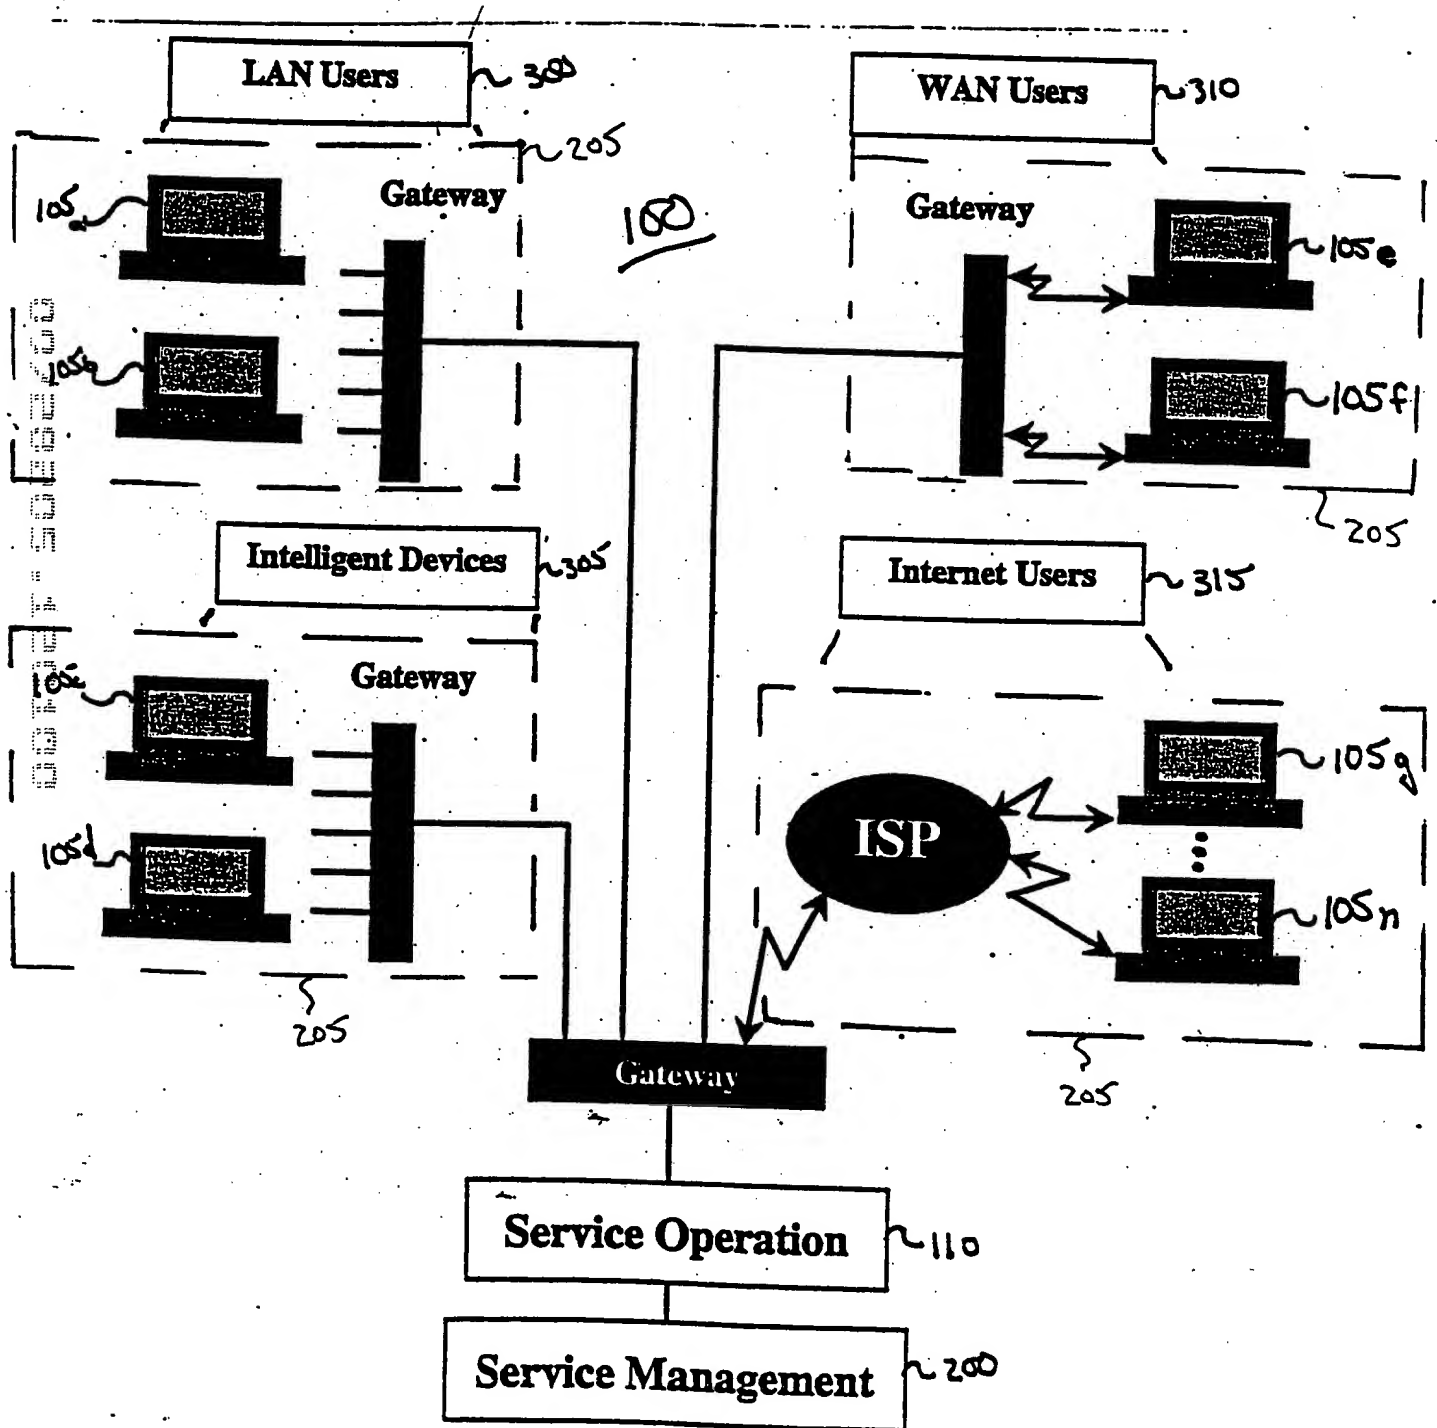 LAN Users
300
WAN Users
310
205
105a
Gateway
100
Gateway
105e
105b
105f
205
Intelligent Devices
305
Internet Users
315
105c
Gateway
105g
ISP
105d
105n
205
205
Gateway
Service Operation
110
Service Management
200